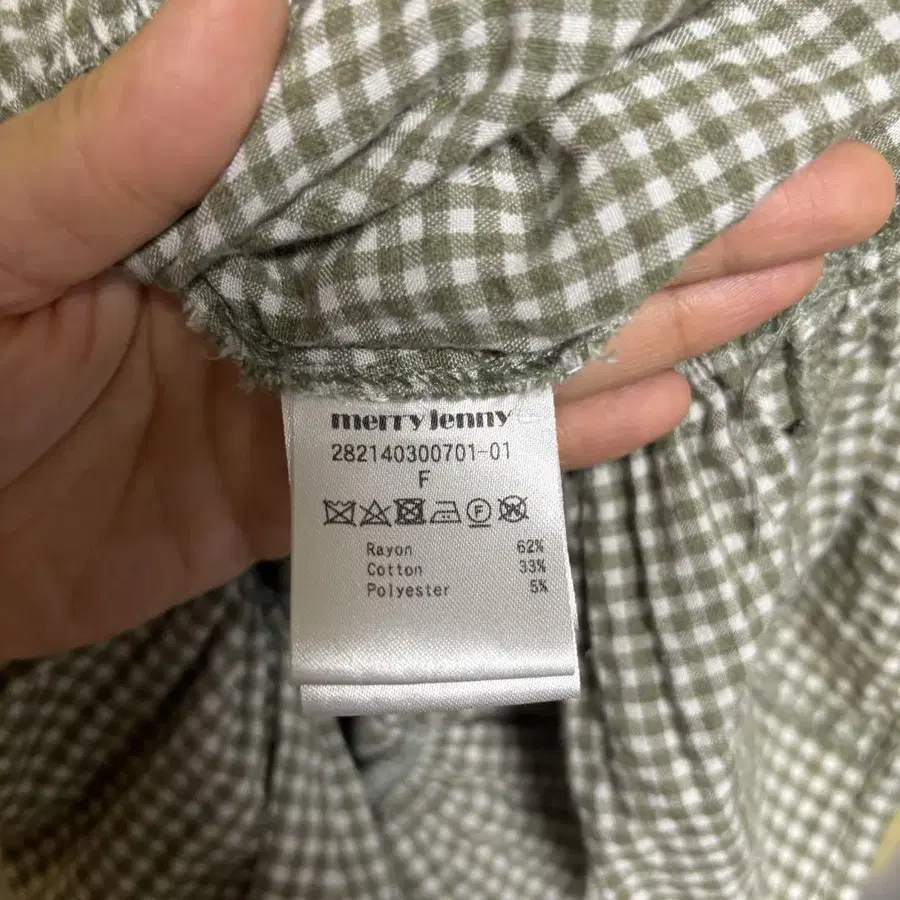 merry jenny
282140300701-01
F
F W
Rayon 62%
Cotton 33%
Polyester 5%